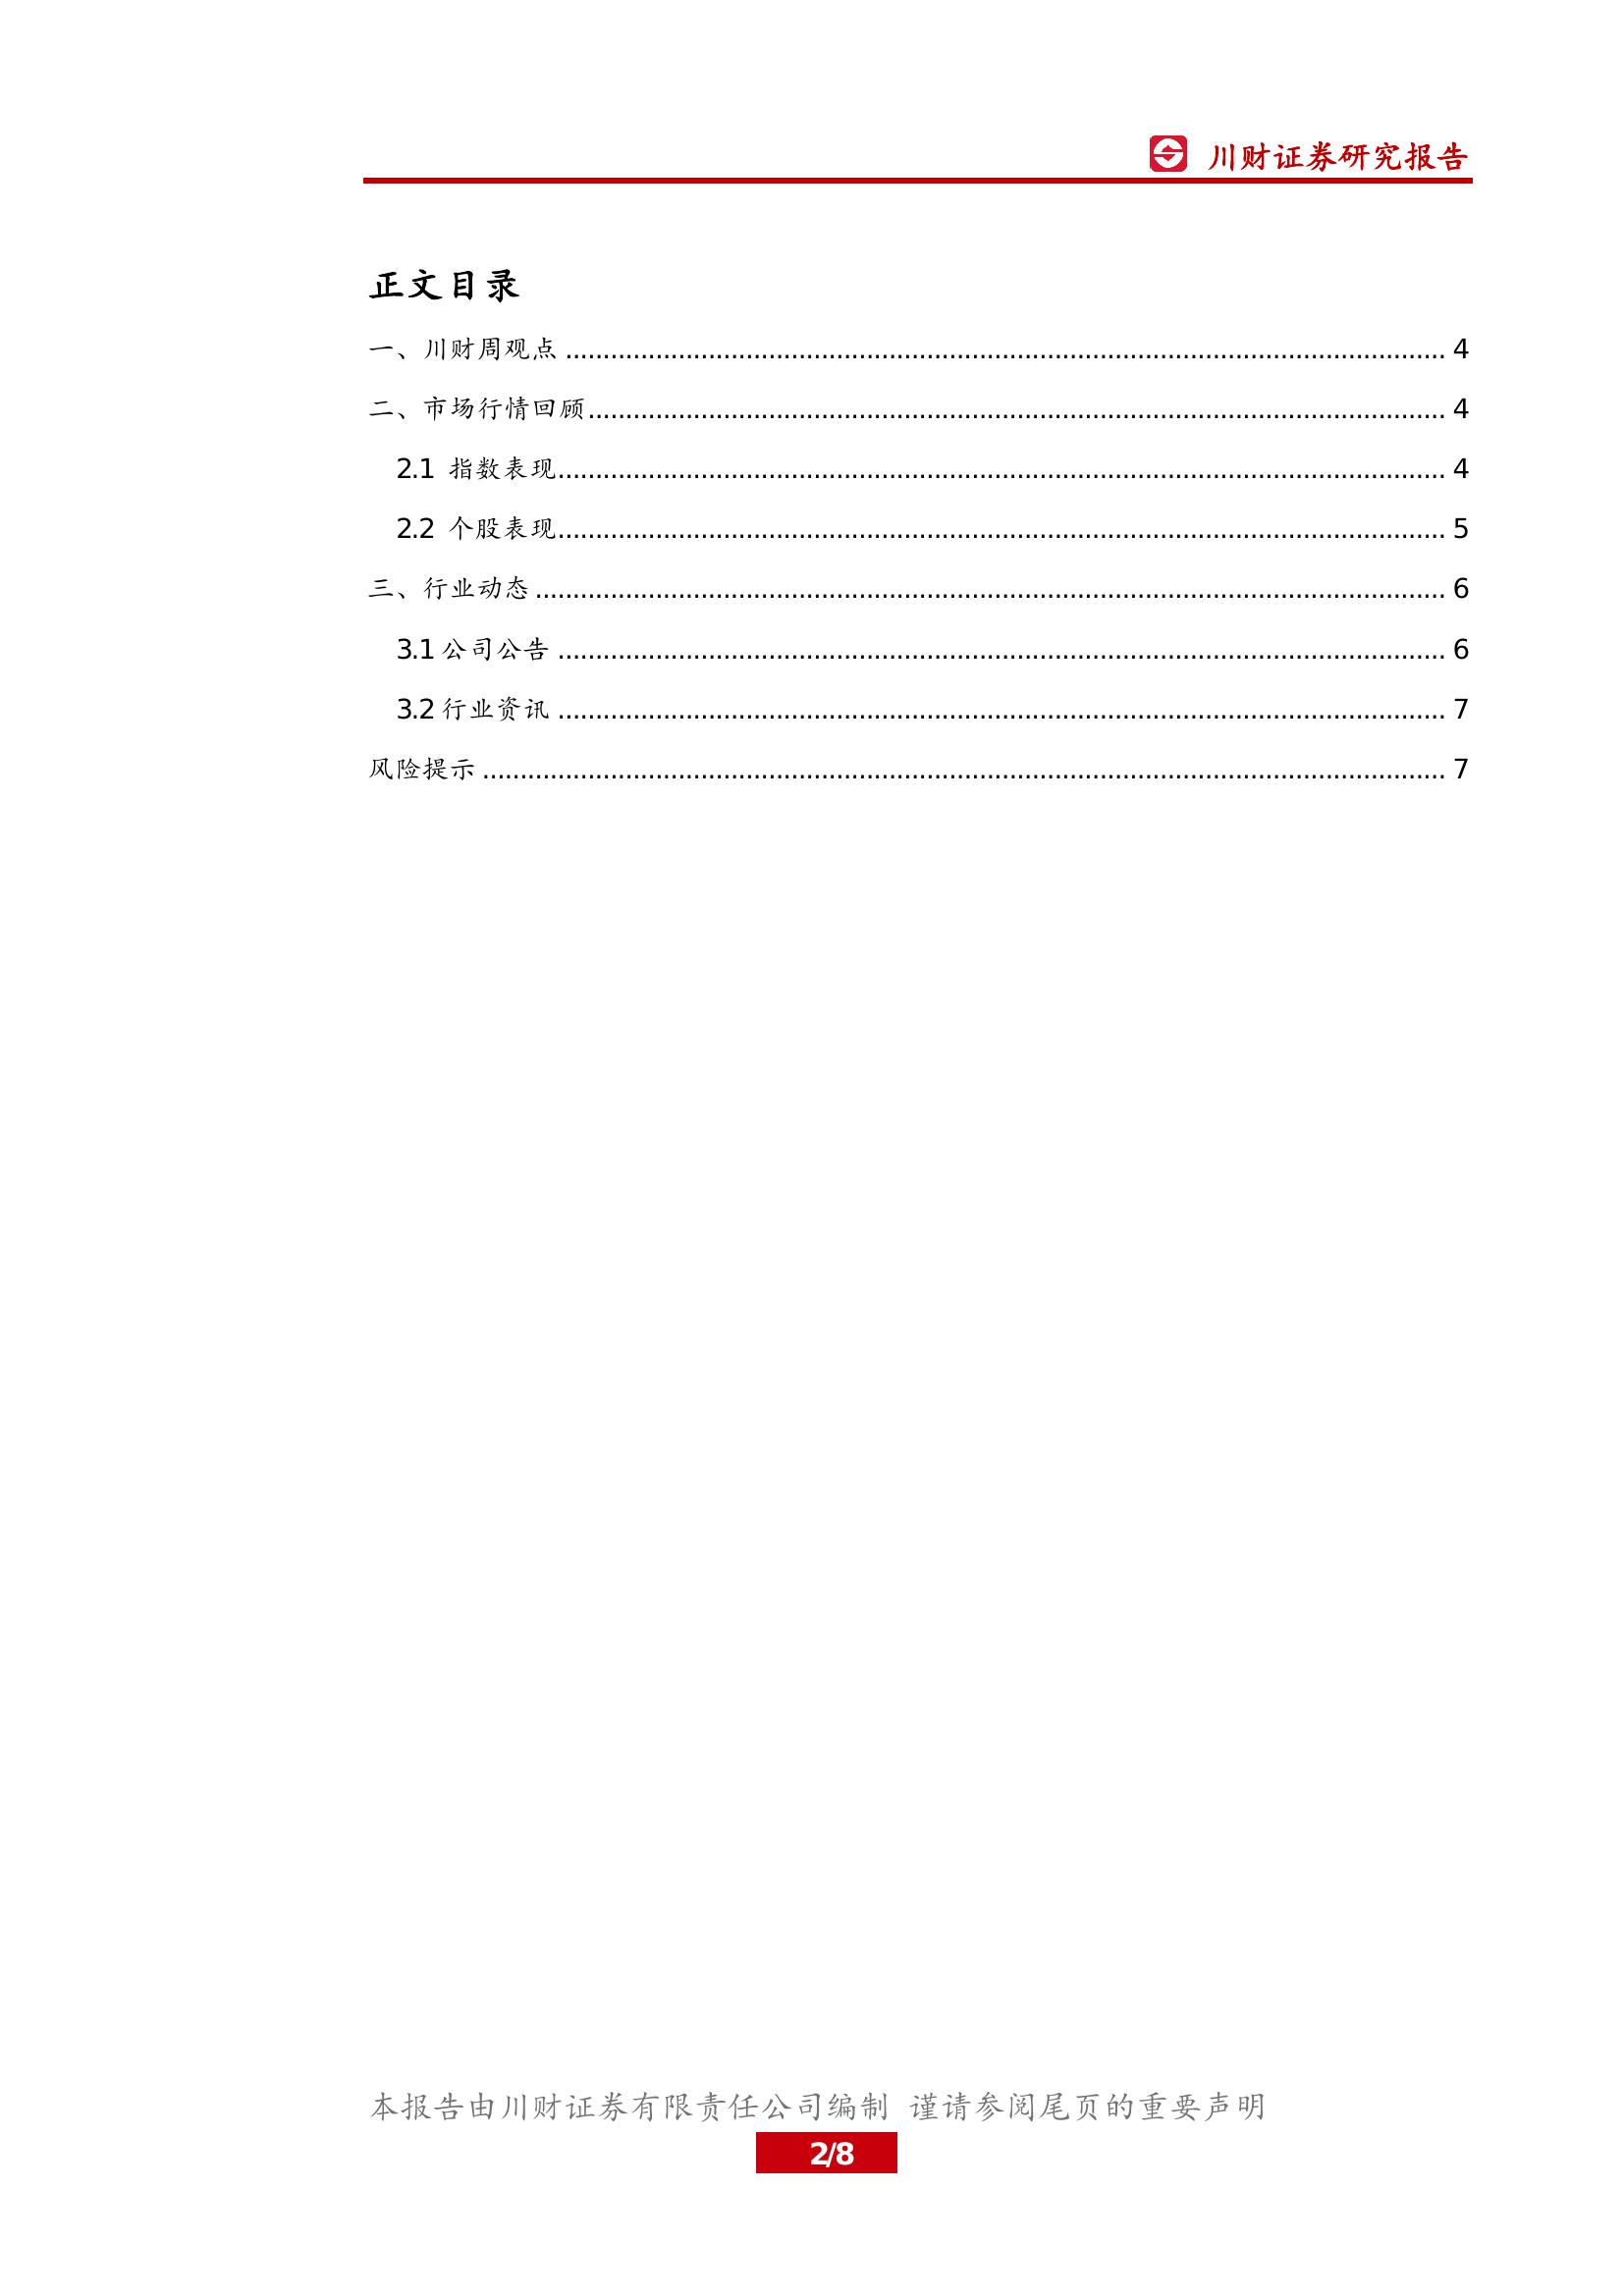 川财证券研究报告
正文目录
一、川财周观点 ........ 4
二、市场行情回顾 ........ 4
2.1 指数表现 ........ 4
2.2 个股表现 ........ 5
三、行业动态 ........ 6
3.1 公司公告 ........ 6
3.2 行业资讯 ........ 7
风险提示 ........ 7
本报告由川财证券有限责任公司编制 谨请参阅尾页的重要声明
2/8